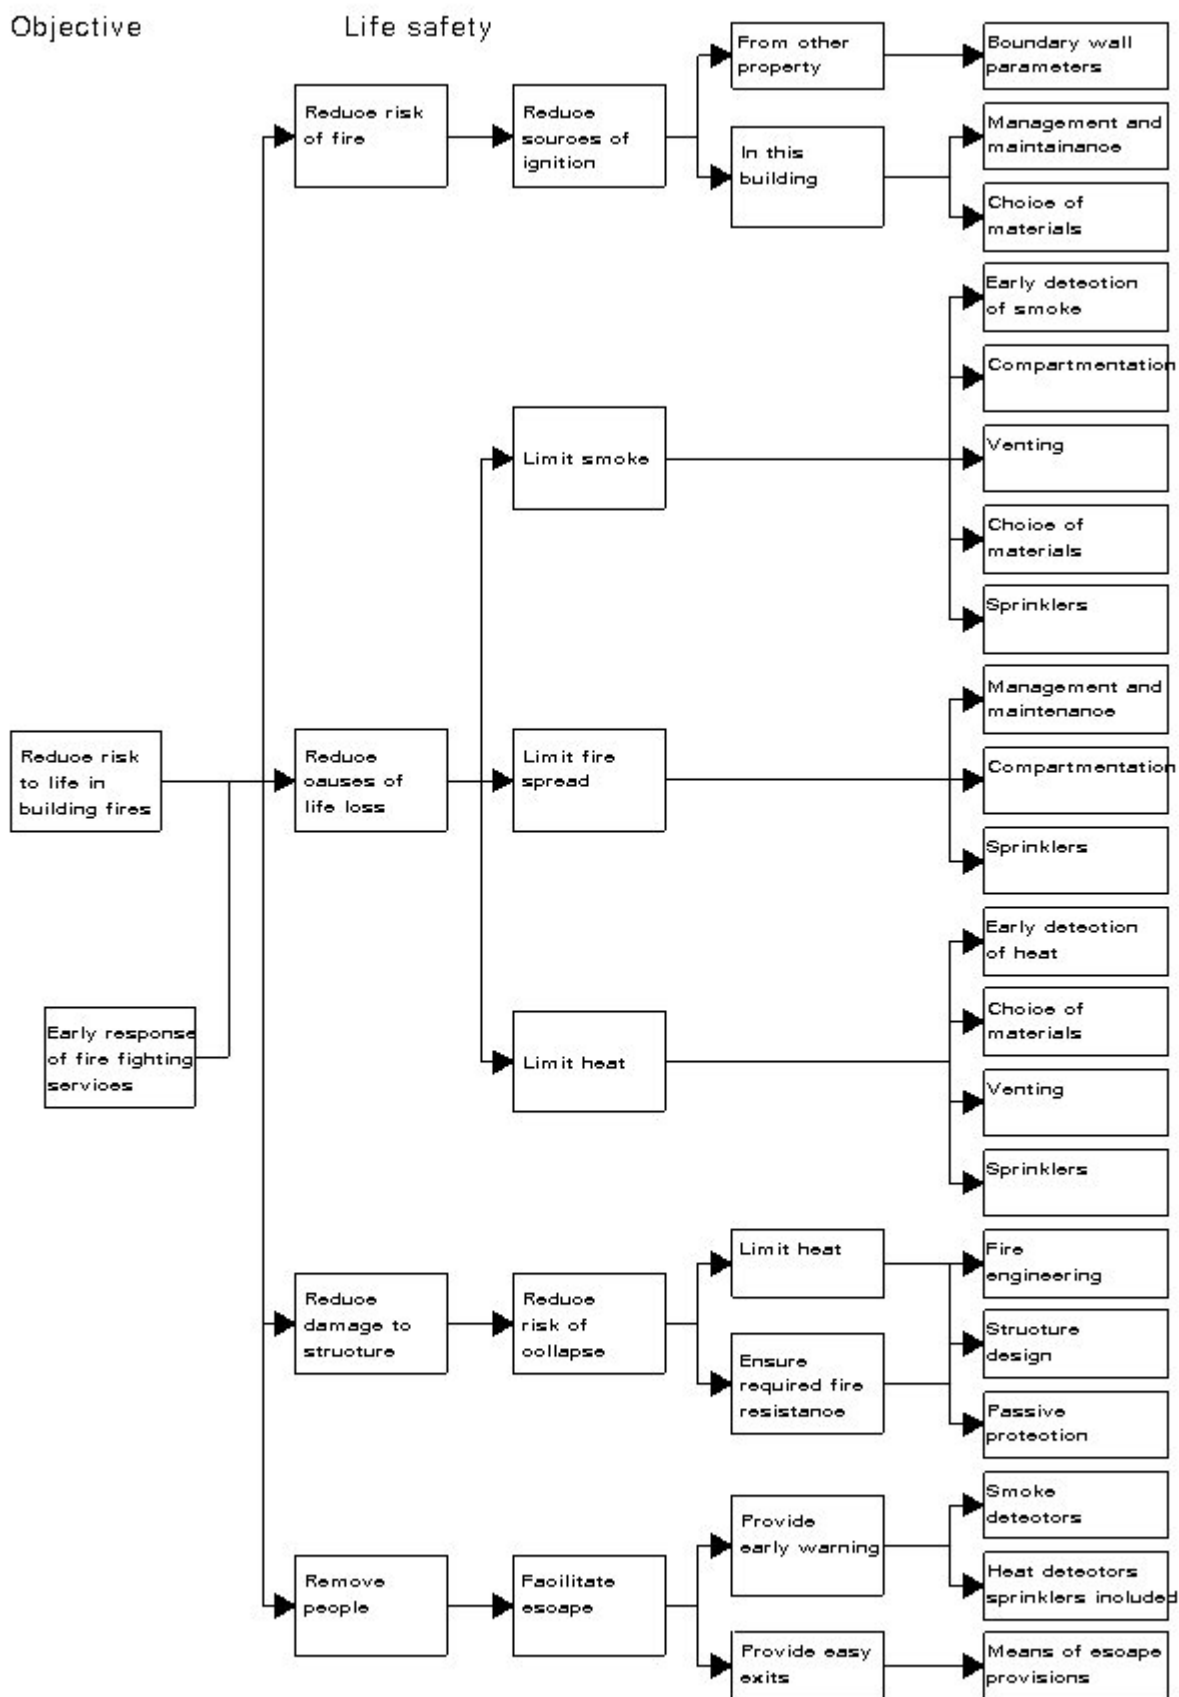 Objective
Life safety
From other
property
Boundary wall
parameters
Reduce risk
of fire
Reduce
sources of
ignition
In this
building
Management and
maintainance
Choice of
materials
Early detection
of smoke
Compartmentation
Limit smoke
Venting
Choice of
materials
Sprinklers
Management and
maintenance
Reduce risk
to life in
building fires
Reduce
causes of
life loss
Limit fire
spread
Compartmentation
Sprinklers
Early detection
of heat
Early response
of fire fighting
services
Limit heat
Choice of
materials
Venting
Sprinklers
Limit heat
Fire
engineering
Reduce
damage to
structure
Reduce
risk of
collapse
Ensure
required fire
resistance
Structure
design
Passive
protection
Smoke
detectors
Provide
early warning
Remove
people
Facilitate
escape
Heat detectors
sprinklers included
Provide easy
exits
Means of escape
provisions